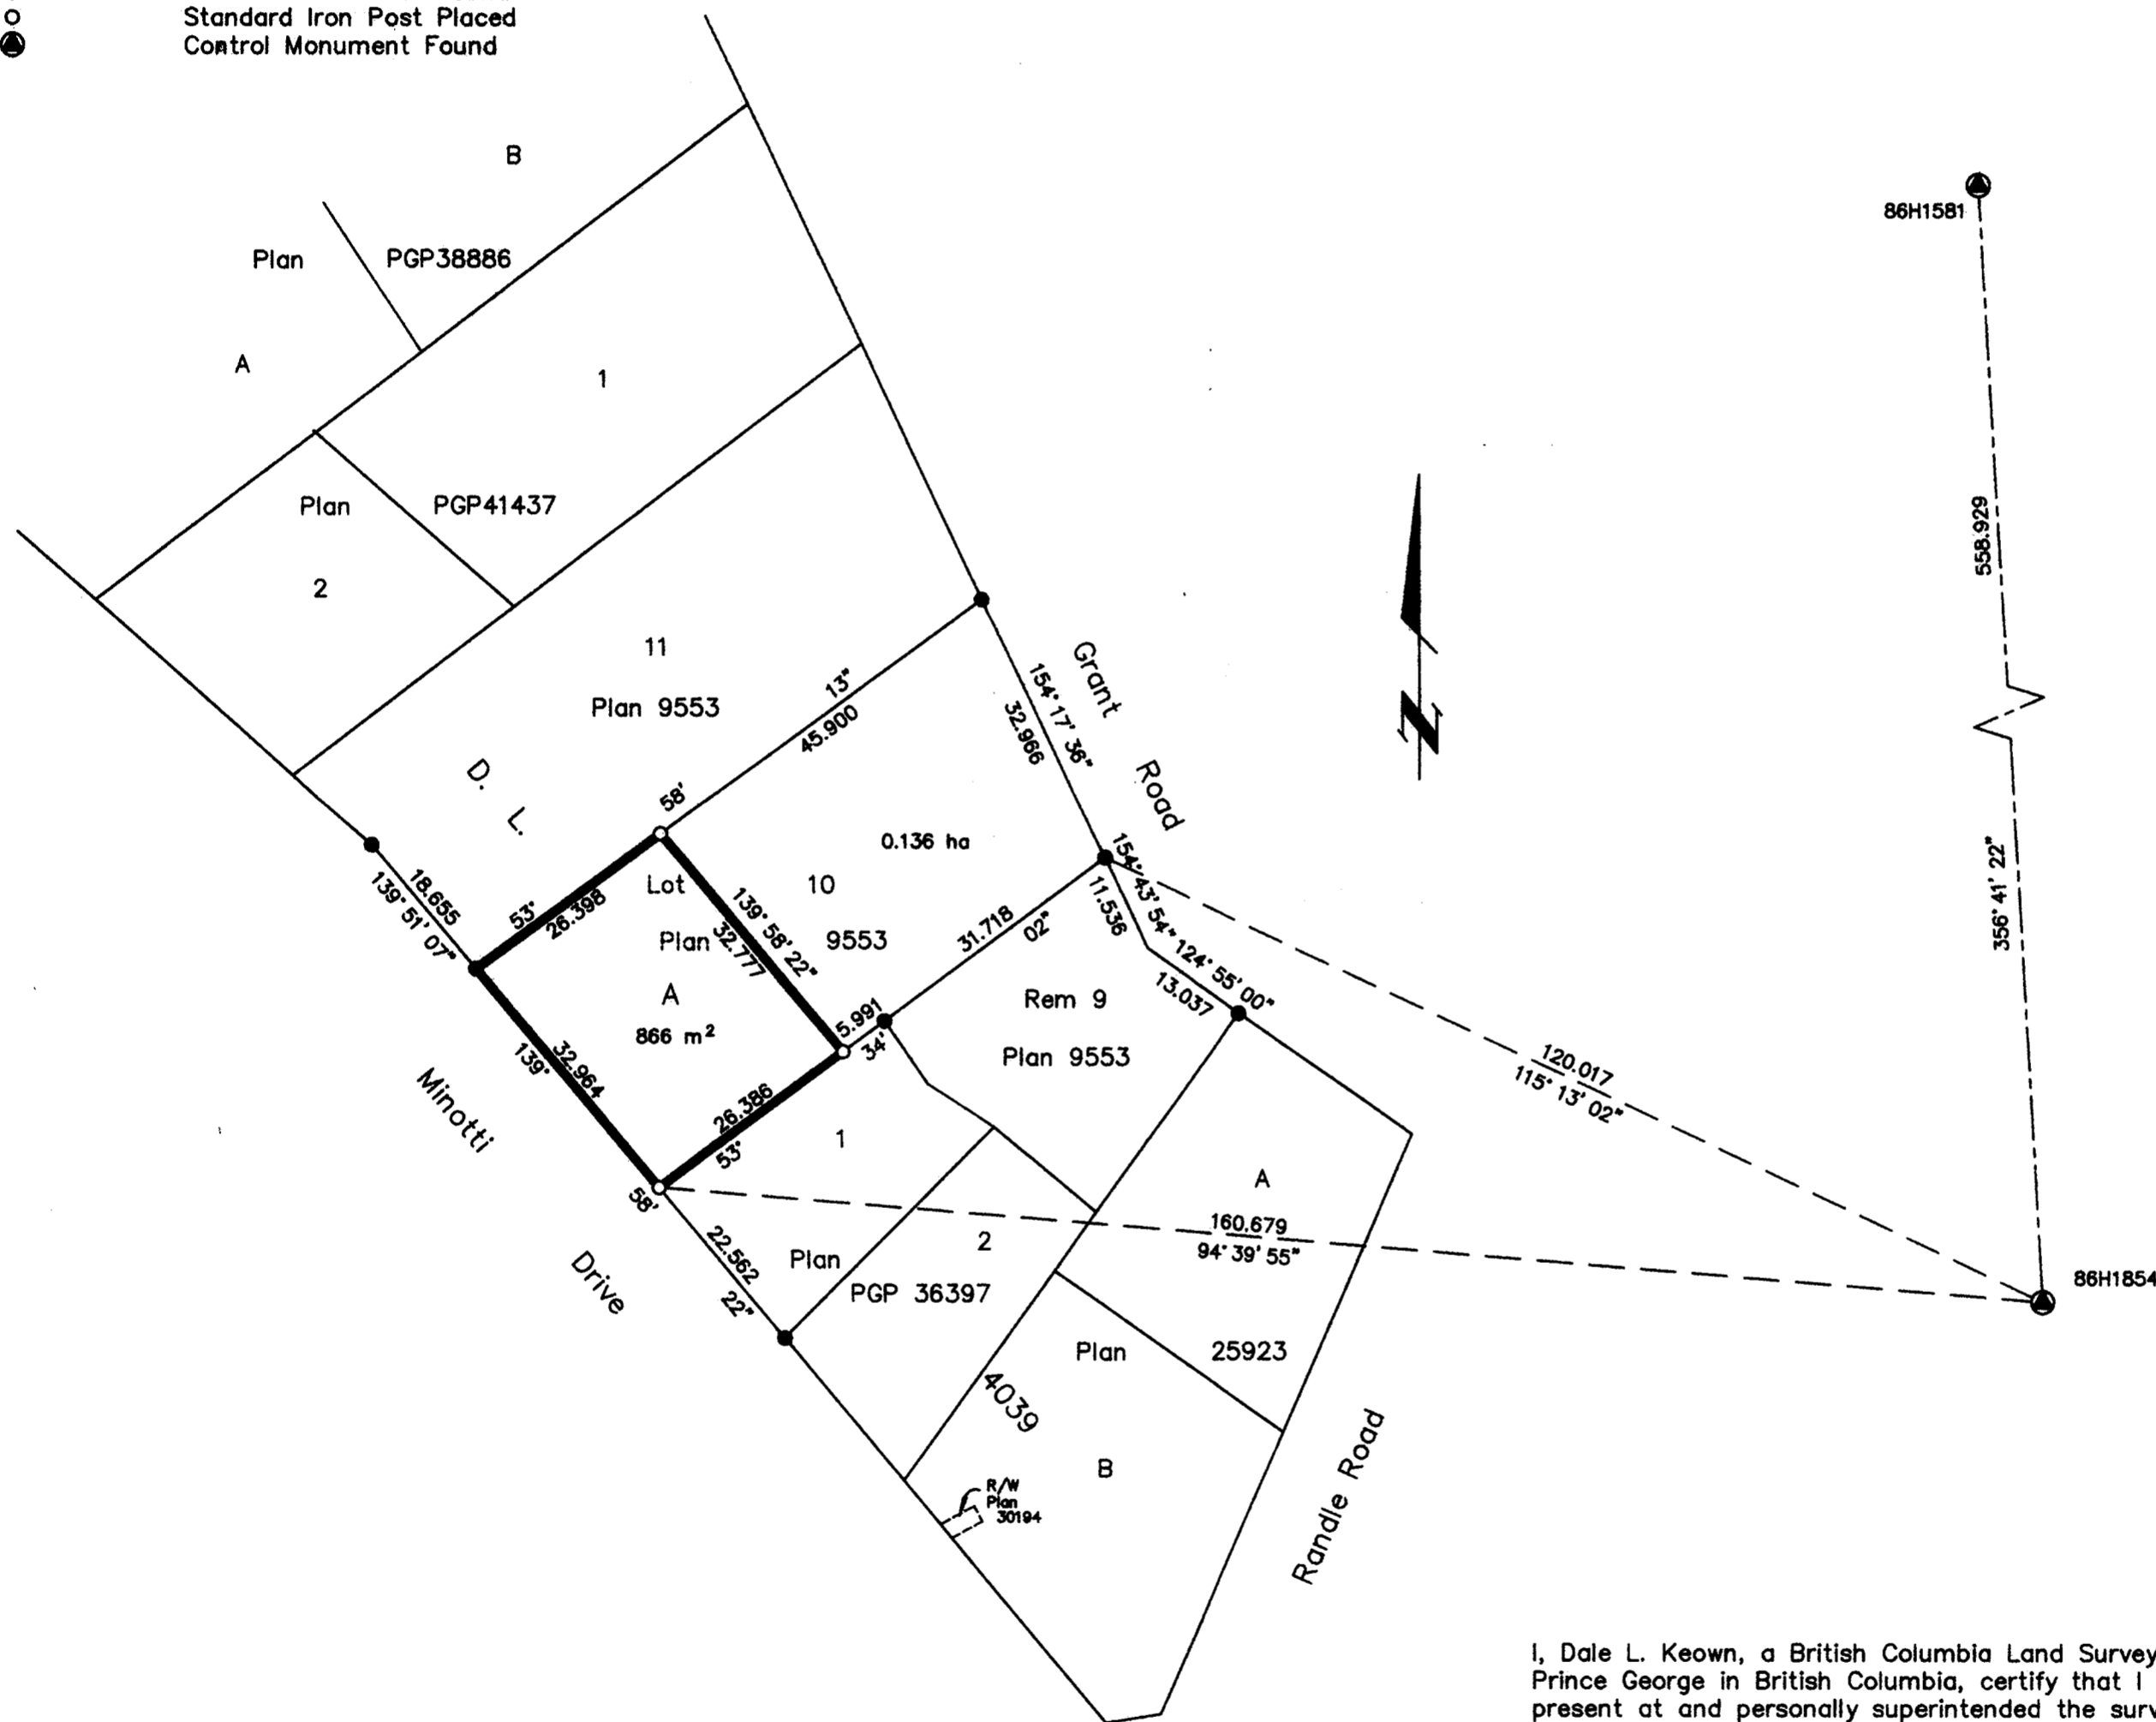 Standard Iron Post Placed
Control Monument Found
B
86H1581
Plan PGP38886
A
1
Plan PGP41437
558.929
2
11
Plan 9553
13"
45.900
Grant Road
154° 17' 36"
32.966
D. L.
58'
0.136 ha
18.655
139° 51' 07"
53°
26.398
Lot 10
139° 58' 22"
32.777
Plan 9553
31.718
02"
154° 43' 54"
11.536
124° 55' 00"
13.037
356° 41' 22"
A
866 m²
5.991
34'
Rem 9
Plan 9553
32.964
139°
Minotti
26.386
53°
1
120.017
115° 13' 02"
A
58'
160.679
94° 39' 55"
86H1854
22.562
22"
Drive
Plan
2
PGP 36397
Plan 25923
4039
B
R/W
Plan
30194
Randle Road
I, Dale L. Keown, a British Columbia Land Survey
Prince George in British Columbia, certify that I
present at and personally superintended the surv